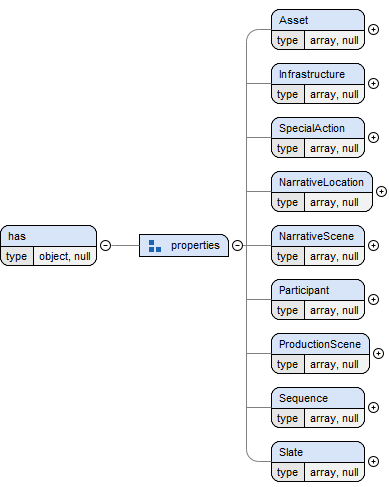 Asset
type array, null
Infrastructure
type array, null
SpecialAction
type array, null
NarrativeLocation
type array, null
has
type object, null
properties
NarrativeScene
type array, null
Participant
type array, null
ProductionScene
type array, null
Sequence
type array, null
Slate
type array, null